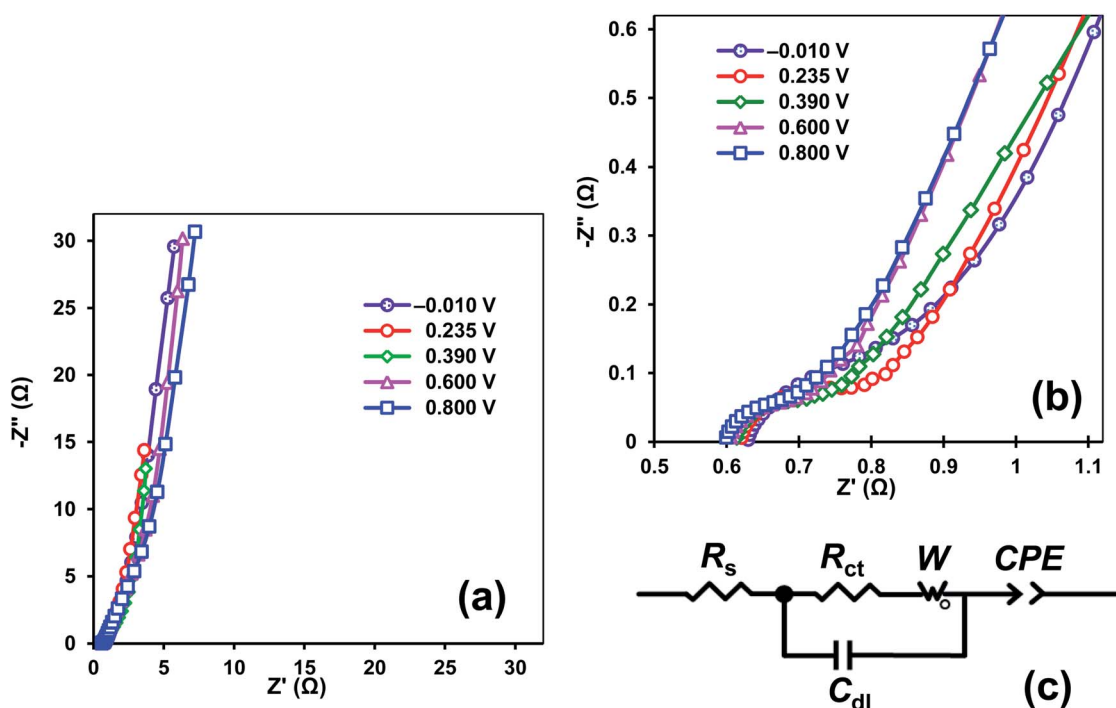 30
25
20
15
10
5
0
-Z'' (Ω)
–0.010 V
0.235 V
0.390 V
0.600 V
0.800 V
(a)
0 5 10 15 20 25 30
Z' (Ω)
0.6
0.5
0.4
0.3
0.2
0.1
0
-Z'' (Ω)
–0.010 V
0.235 V
0.390 V
0.600 V
0.800 V
(b)
0.5 0.6 0.7 0.8 0.9 1 1.1
Z' (Ω)
Rs Rct Wo CPE
Cdl
(c)